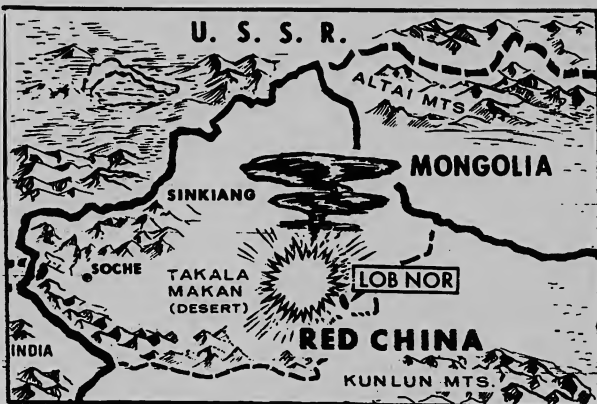 U. S. S. R.
ALTAI MTS
MONGOLIA
SINKIANG
SOCHE
TAKALA
MAKAN
(DESERT)
LOB NOR
INDIA
RED CHINA
KUNLUN MTS.